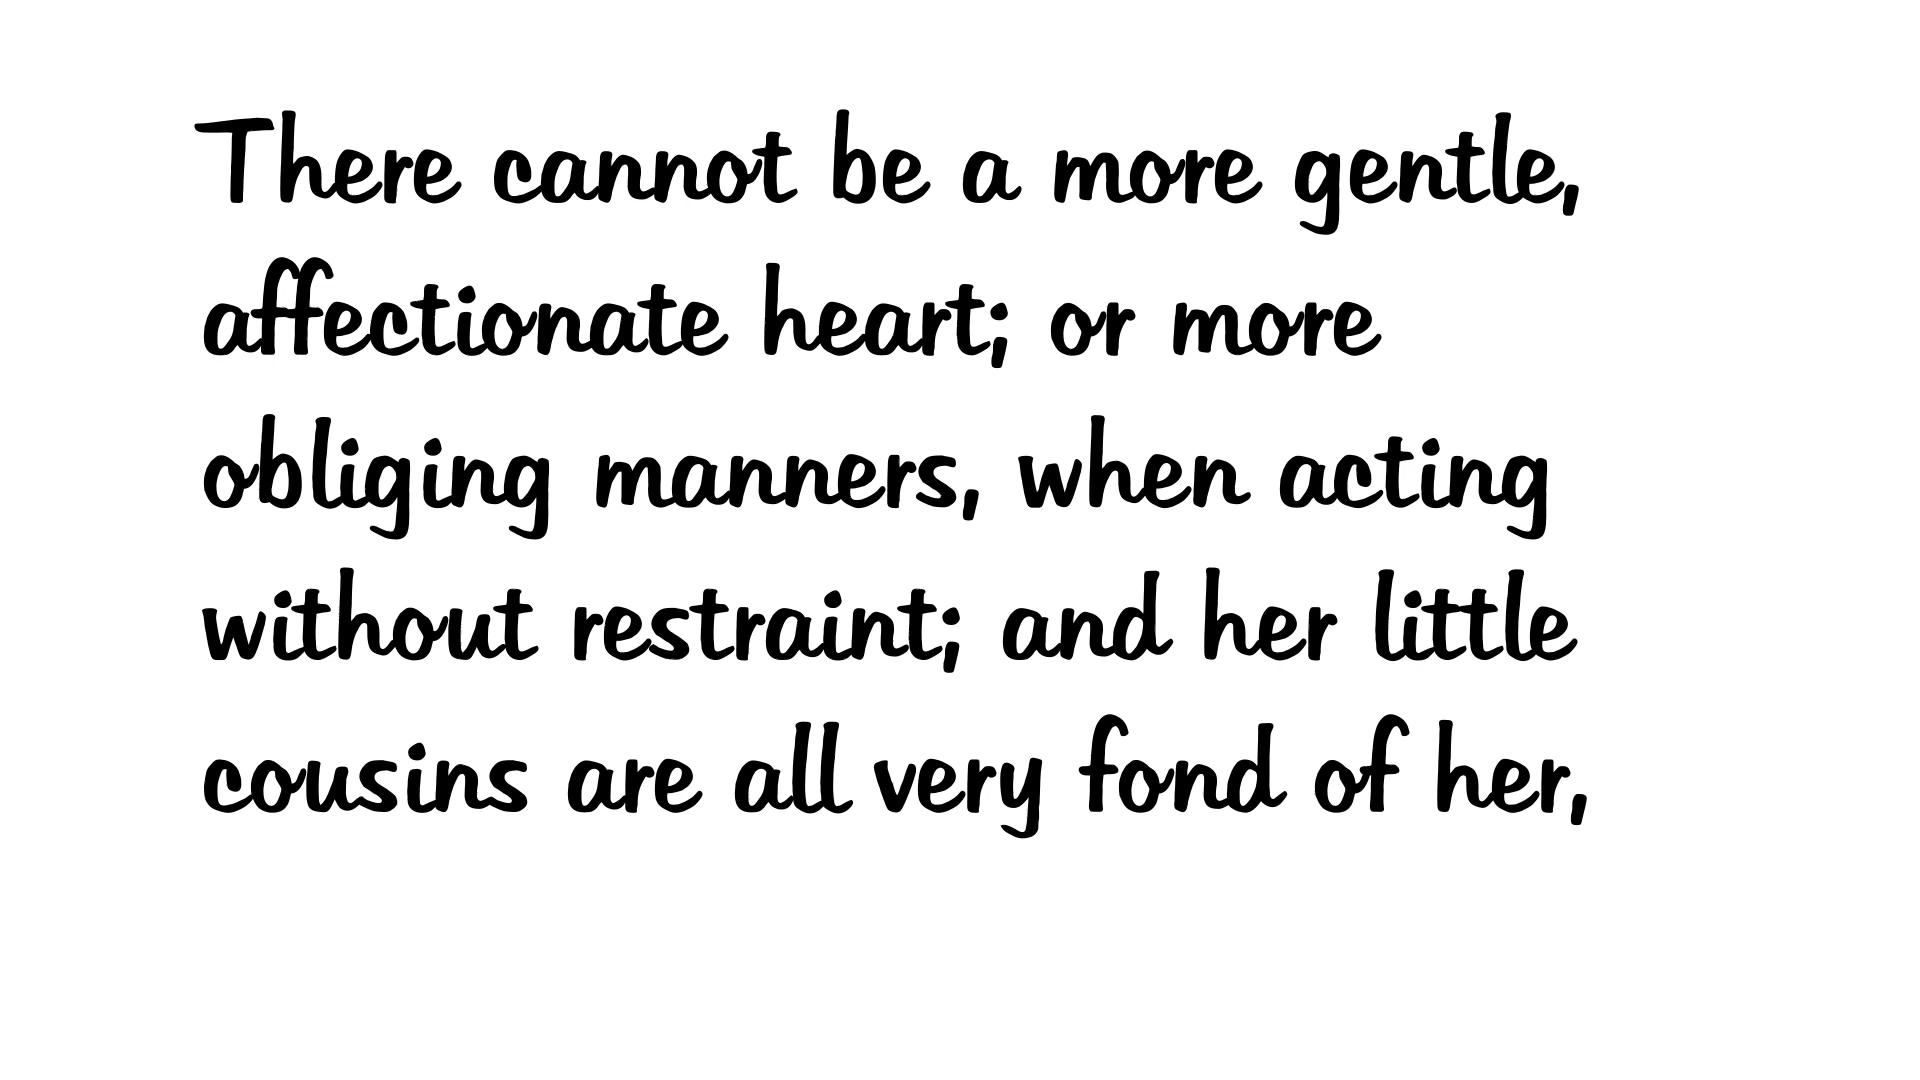 There cannot be a more gentle,
affectionate heart; or more
obliging manners, when acting
without restraint; and her little
cousins are all very fond of her,